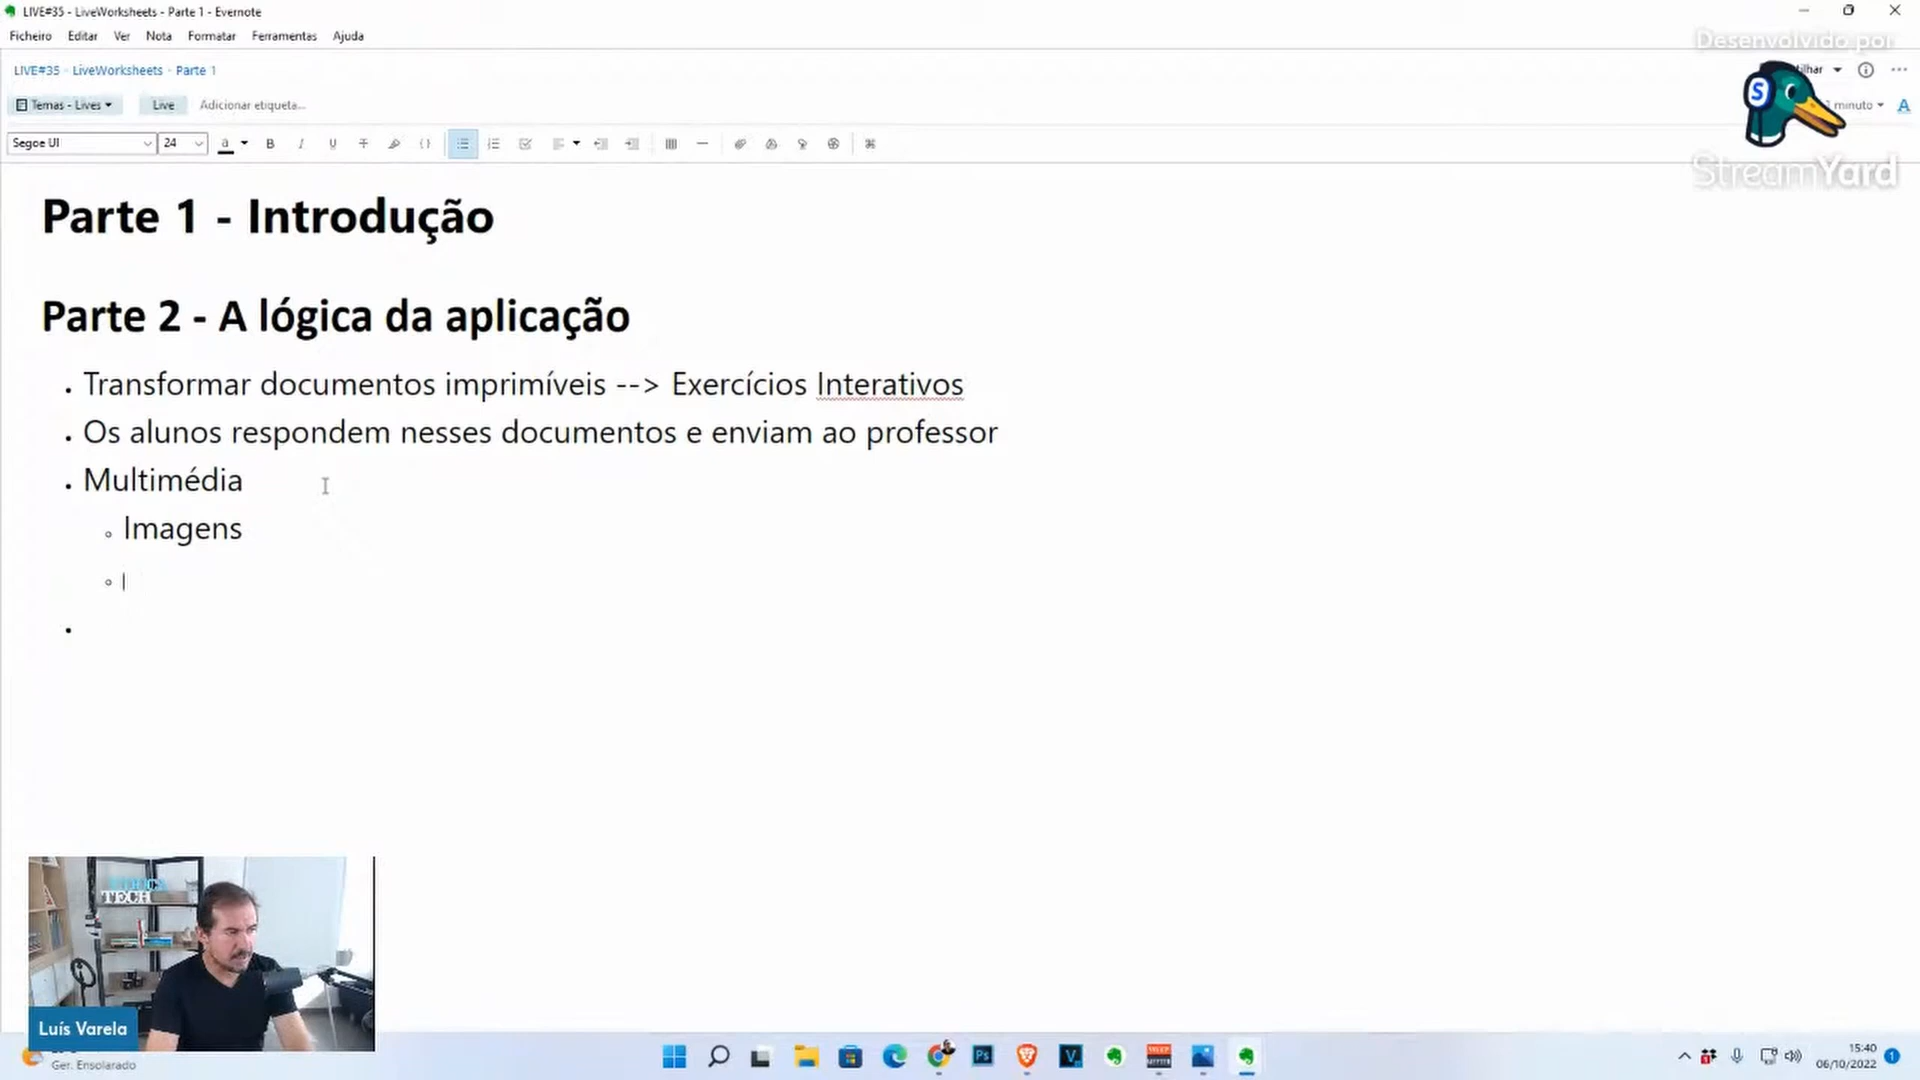 LIVE#35 - LiveWorksheets - Parte 1 - Evernote
Ficheiro Editar Ver Nota Formatar Ferramentas Ajuda
Desenvolvido por
LIVE#35 - LiveWorksheets - Parte 1
Temas - Lives Live Adicionar etiqueta...
minuto A
Segoe UI 24 a B I U T
S
StreamYard
Parte 1 - Introdução
Parte 2 - A lógica da aplicação
Transformar documentos imprimíveis --> Exercícios Interativos
Os alunos respondem nesses documentos e enviam ao professor
Multimédia
Imagens
TECH
Luís Varela
Ger. Ensolarado
Ps
V
15:40
06/10/2022
1